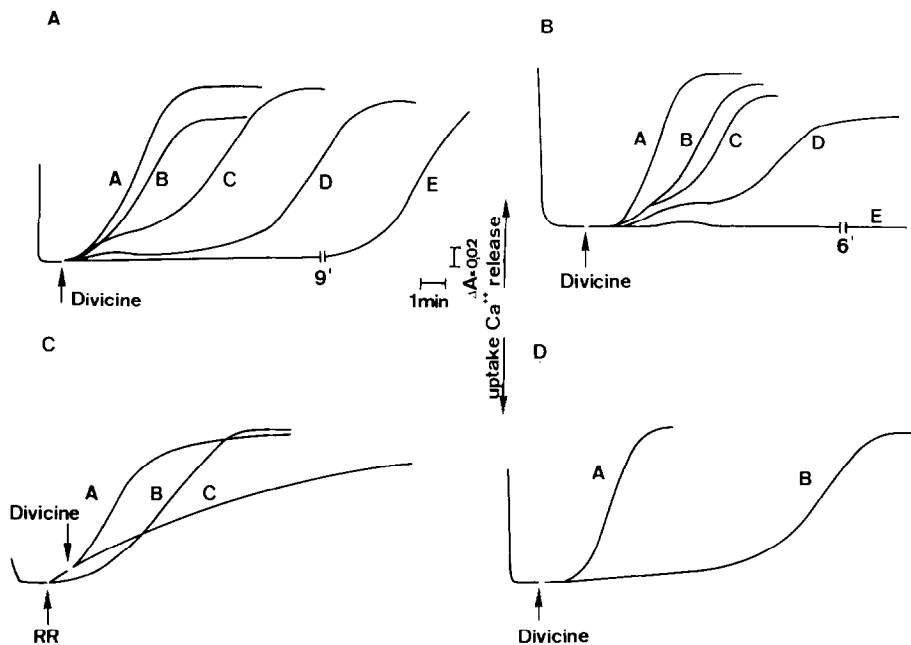 A
A
B
C
D
E
9'
Divicine
1min
ΔA=0,02
uptake Ca++ release
B
A
B
C
D
E
6'
Divicine
C
A
B
C
Divicine
RR
D
A
B
Divicine